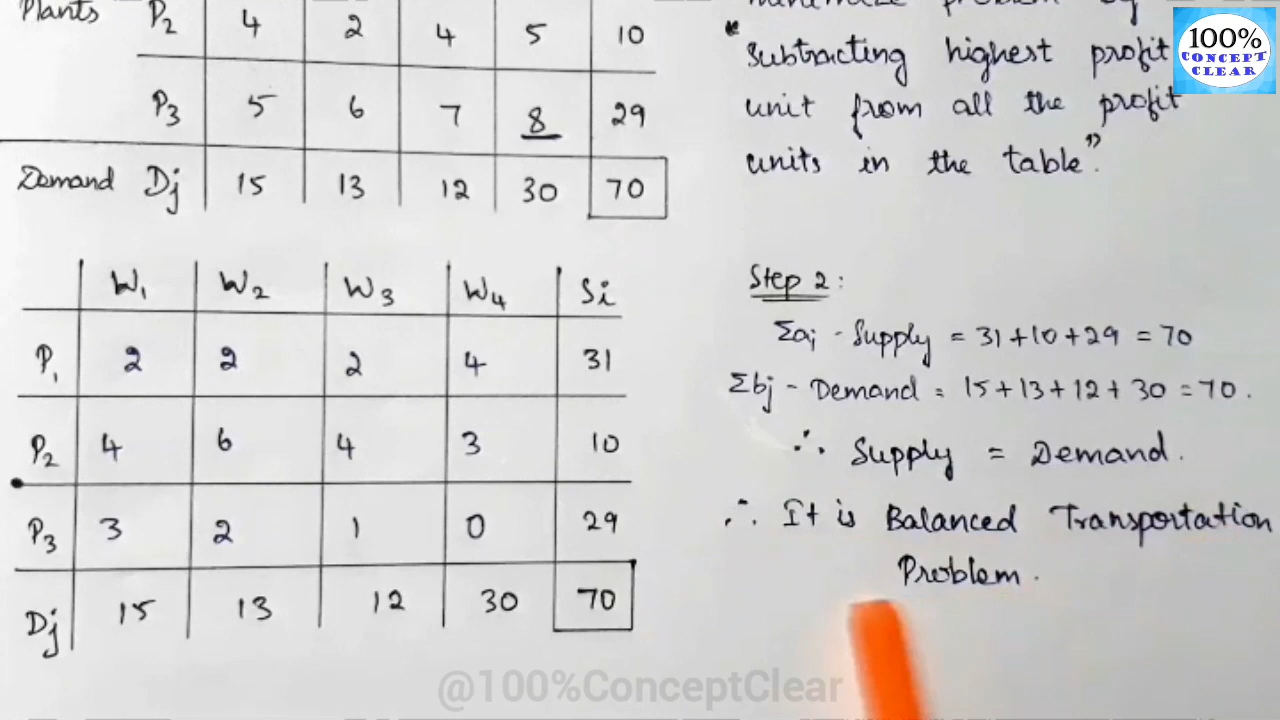 Plants P2 4 2 4 5 10
P3 5 6 7 8 29
Demand Dj 15 13 12 30 70
"Subtracting highest profit
unit from all the profit
units in the table".
100%
CONCEPT
CLEAR
W1 W2 W3 W4 Si
P1 2 2 2 4 31
P2 4 6 4 3 10
P3 3 2 1 0 29
Dj 15 13 12 30 70
Step 2:
Σai - Supply = 31+10+29 = 70
Σbj - Demand = 15+13+12+30 = 70.
∴ Supply = Demand.
∴ It is Balanced Transportation
Problem.
@100%ConceptClear